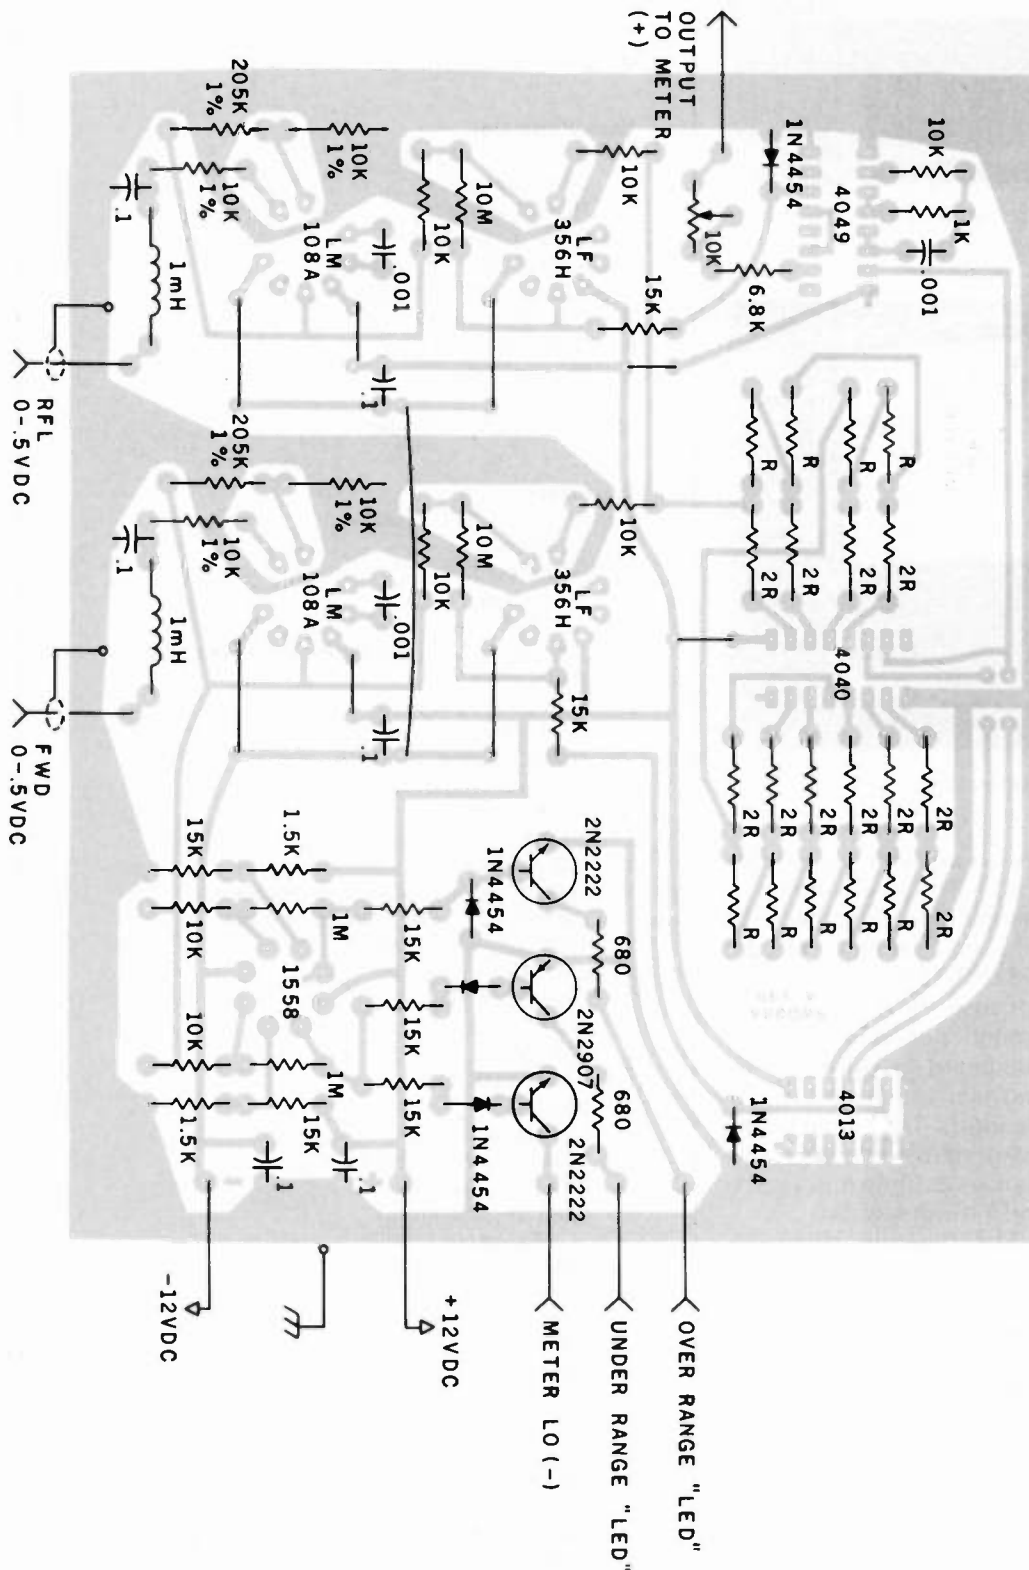 OUTPUT
TO METER
(+)
1N4454
4049
10K
1K
.001
10K
6.8K
205K
1%
10K
1%
10K
1%
.1
1mH
LM
108A
.001
10M
10K
LF
356H
10K
15K
.1
RFL
0-.5VDC
R
R
R
R
2R
2R
2R
2R
4040
205K
1%
10K
1%
10K
1%
.1
1mH
LM
108A
.001
10M
10K
LF
356H
10K
15K
.1
FWD
0-.5VDC
2R
2R
2R
2R
2R
2R
R
R
R
R
R
2R
15K
1.5K
10K
1M
1558
10K
1M
1.5K
15K
.1
.1
15K
15K
15K
1N4454
1N4454
2N2222
2N2907
2N2222
680
680
4013
1N4454
-12VDC
+12VDC
METER LO (-)
UNDER RANGE "LED"
OVER RANGE "LED"